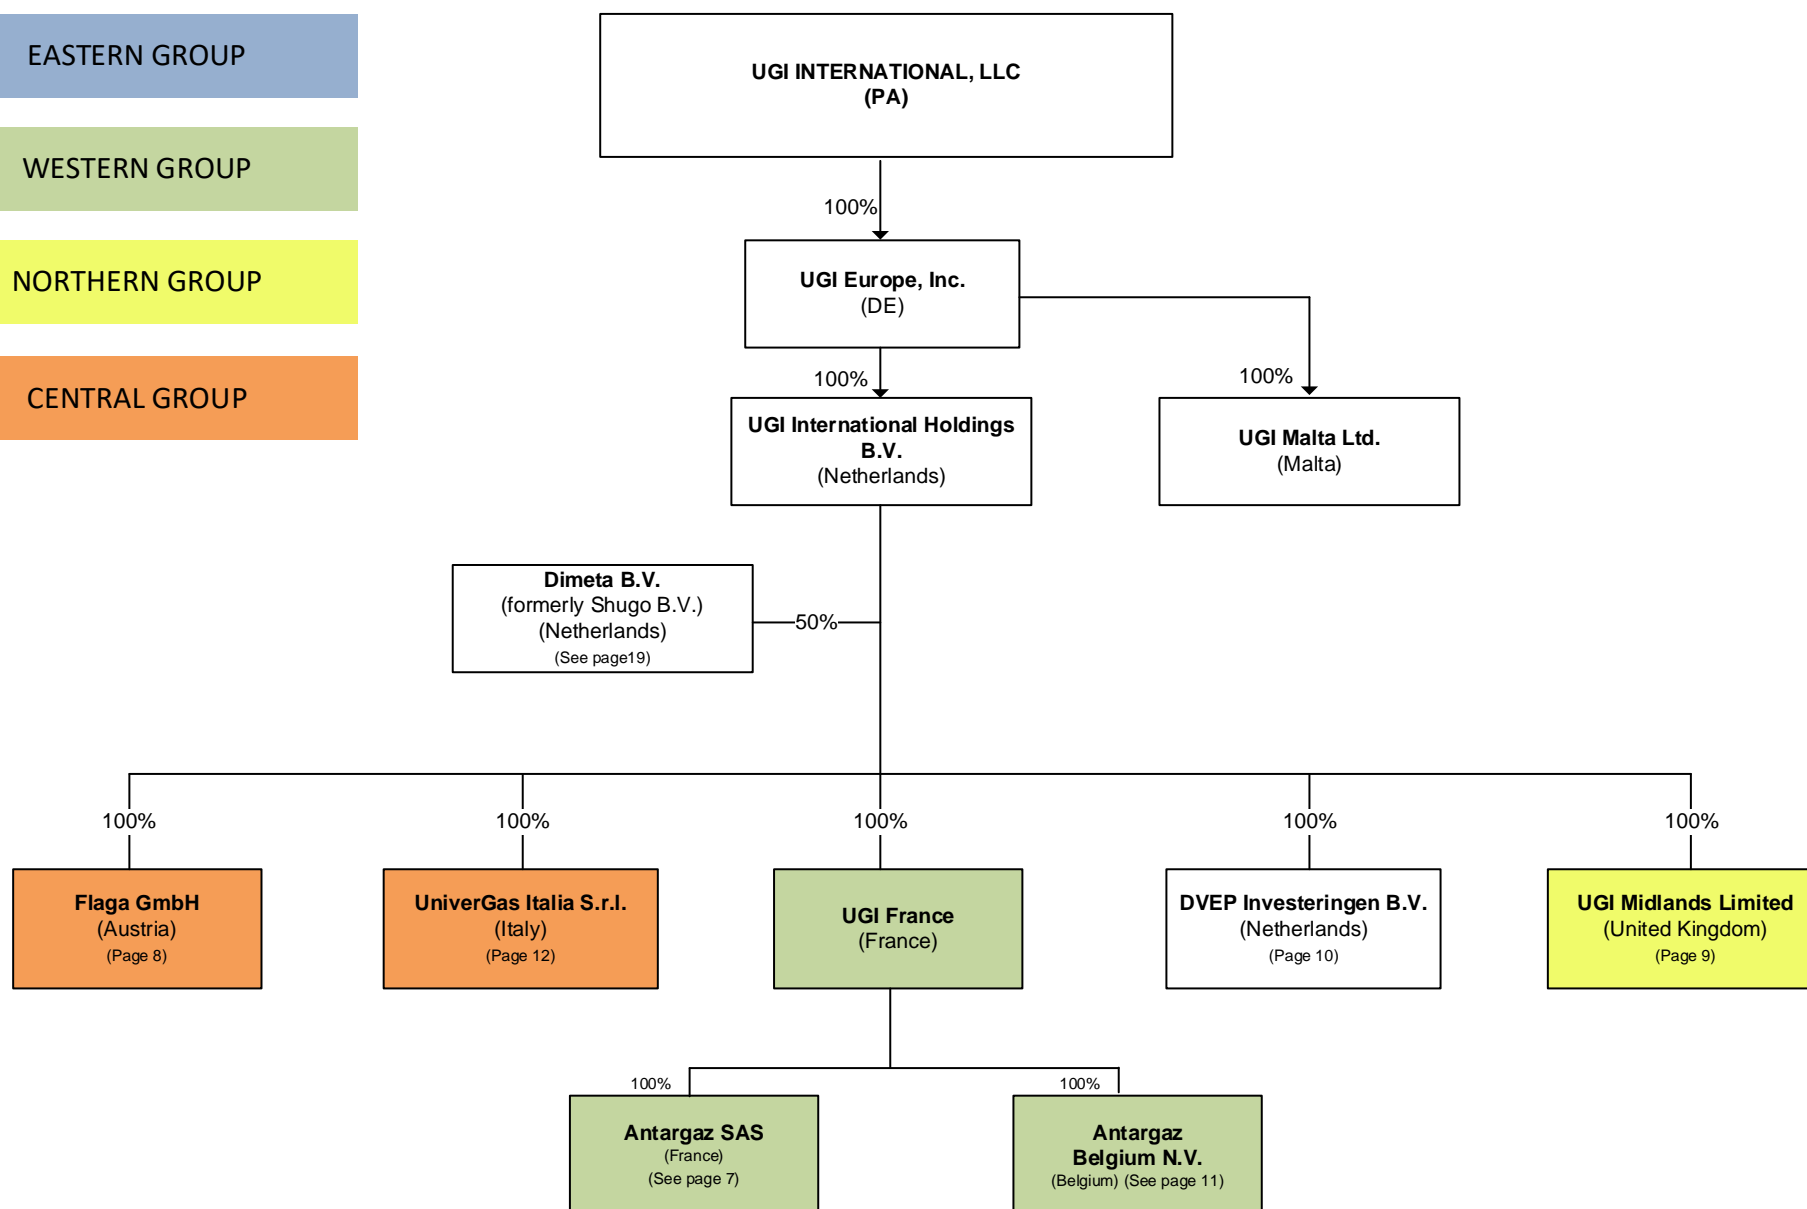 EASTERN GROUP
WESTERN GROUP
NORTHERN GROUP
CENTRAL GROUP
UGI INTERNATIONAL, LLC
(PA)
100%
UGI Europe, Inc.
(DE)
100%
100%
UGI International Holdings
B.V.
(Netherlands)
UGI Malta Ltd.
(Malta)
Dimeta B.V.
(formerly Shugo B.V.)
(Netherlands)
(See page19)
50%
100%
100%
100%
100%
100%
Flaga GmbH
(Austria)
(Page 8)
UniverGas Italia S.r.l.
(Italy)
(Page 12)
UGI France
(France)
DVEP Investeringen B.V.
(Netherlands)
(Page 10)
UGI Midlands Limited
(United Kingdom)
(Page 9)
100%
100%
Antargaz SAS
(France)
(See page 7)
Antargaz
Belgium N.V.
(Belgium) (See page 11)